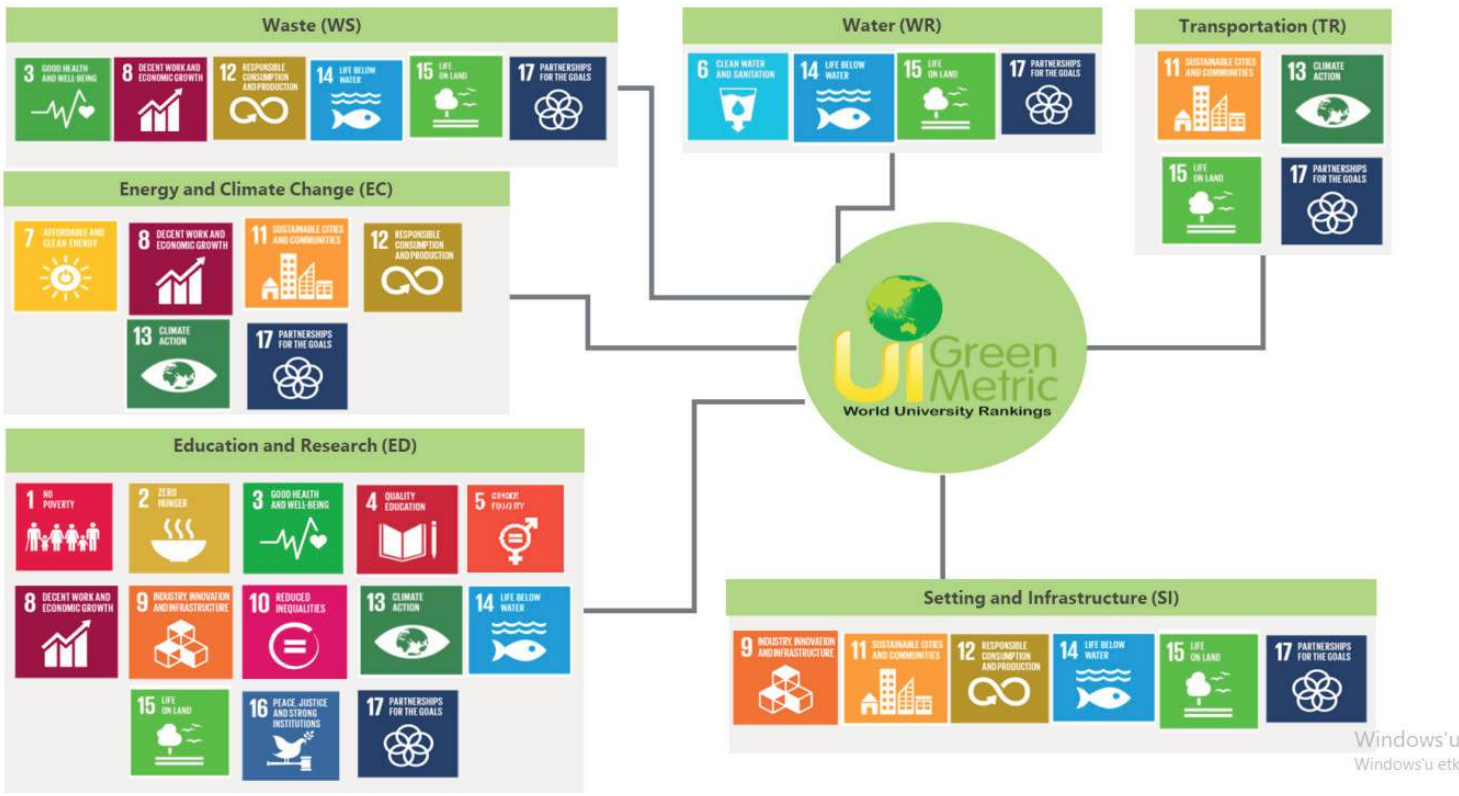 Waste (WS)
3 GOOD HEALTH
AND WELL-BEING
8 DECENT WORK AND
ECONOMIC GROWTH
12 RESPONSIBLE
CONSUMPTION
AND PRODUCTION
14 LIFE BELOW
WATER
15 LIFE
ON LAND
17 PARTNERSHIPS
FOR THE GOALS
Water (WR)
6 CLEAN WATER
AND SANITATION
14 LIFE BELOW
WATER
15 LIFE
ON LAND
17 PARTNERSHIPS
FOR THE GOALS
Transportation (TR)
11 SUSTAINABLE CITIES
AND COMMUNITIES
13 CLIMATE
ACTION
15 LIFE
ON LAND
17 PARTNERSHIPS
FOR THE GOALS
Energy and Climate Change (EC)
7 AFFORDABLE AND
CLEAN ENERGY
8 DECENT WORK AND
ECONOMIC GROWTH
11 SUSTAINABLE CITIES
AND COMMUNITIES
12 RESPONSIBLE
CONSUMPTION
AND PRODUCTION
13 CLIMATE
ACTION
17 PARTNERSHIPS
FOR THE GOALS
UI Green
Metric
World University Rankings
Education and Research (ED)
1 NO
POVERTY
2 ZERO
HUNGER
3 GOOD HEALTH
AND WELL-BEING
4 QUALITY
EDUCATION
5 GENDER
EQUALITY
8 DECENT WORK AND
ECONOMIC GROWTH
9 INDUSTRY, INNOVATION
AND INFRASTRUCTURE
10 REDUCED
INEQUALITIES
13 CLIMATE
ACTION
14 LIFE BELOW
WATER
15 LIFE
ON LAND
16 PEACE, JUSTICE
AND STRONG
INSTITUTIONS
17 PARTNERSHIPS
FOR THE GOALS
Setting and Infrastructure (SI)
9 INDUSTRY, INNOVATION
AND INFRASTRUCTURE
11 SUSTAINABLE CITIES
AND COMMUNITIES
12 RESPONSIBLE
CONSUMPTION
AND PRODUCTION
14 LIFE BELOW
WATER
15 LIFE
ON LAND
17 PARTNERSHIPS
FOR THE GOALS
Windows'u
Windows'u etk